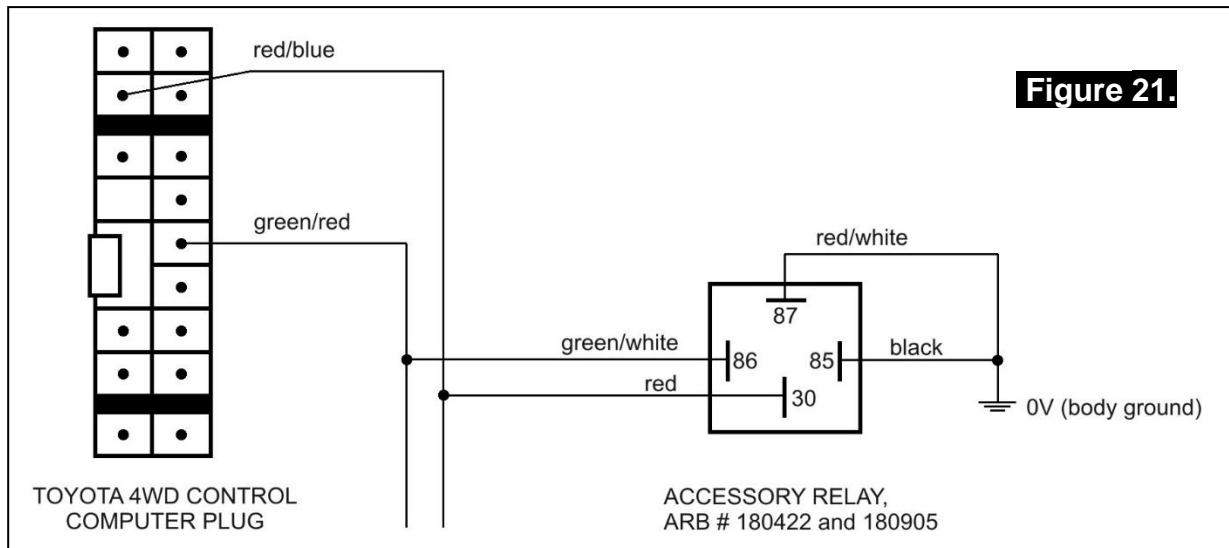 red/blue
Figure 21.
green/red
red/white
87
green/white
86
85
black
red
30
0V (body ground)
TOYOTA 4WD CONTROL
COMPUTER PLUG
ACCESSORY RELAY,
ARB # 180422 and 180905